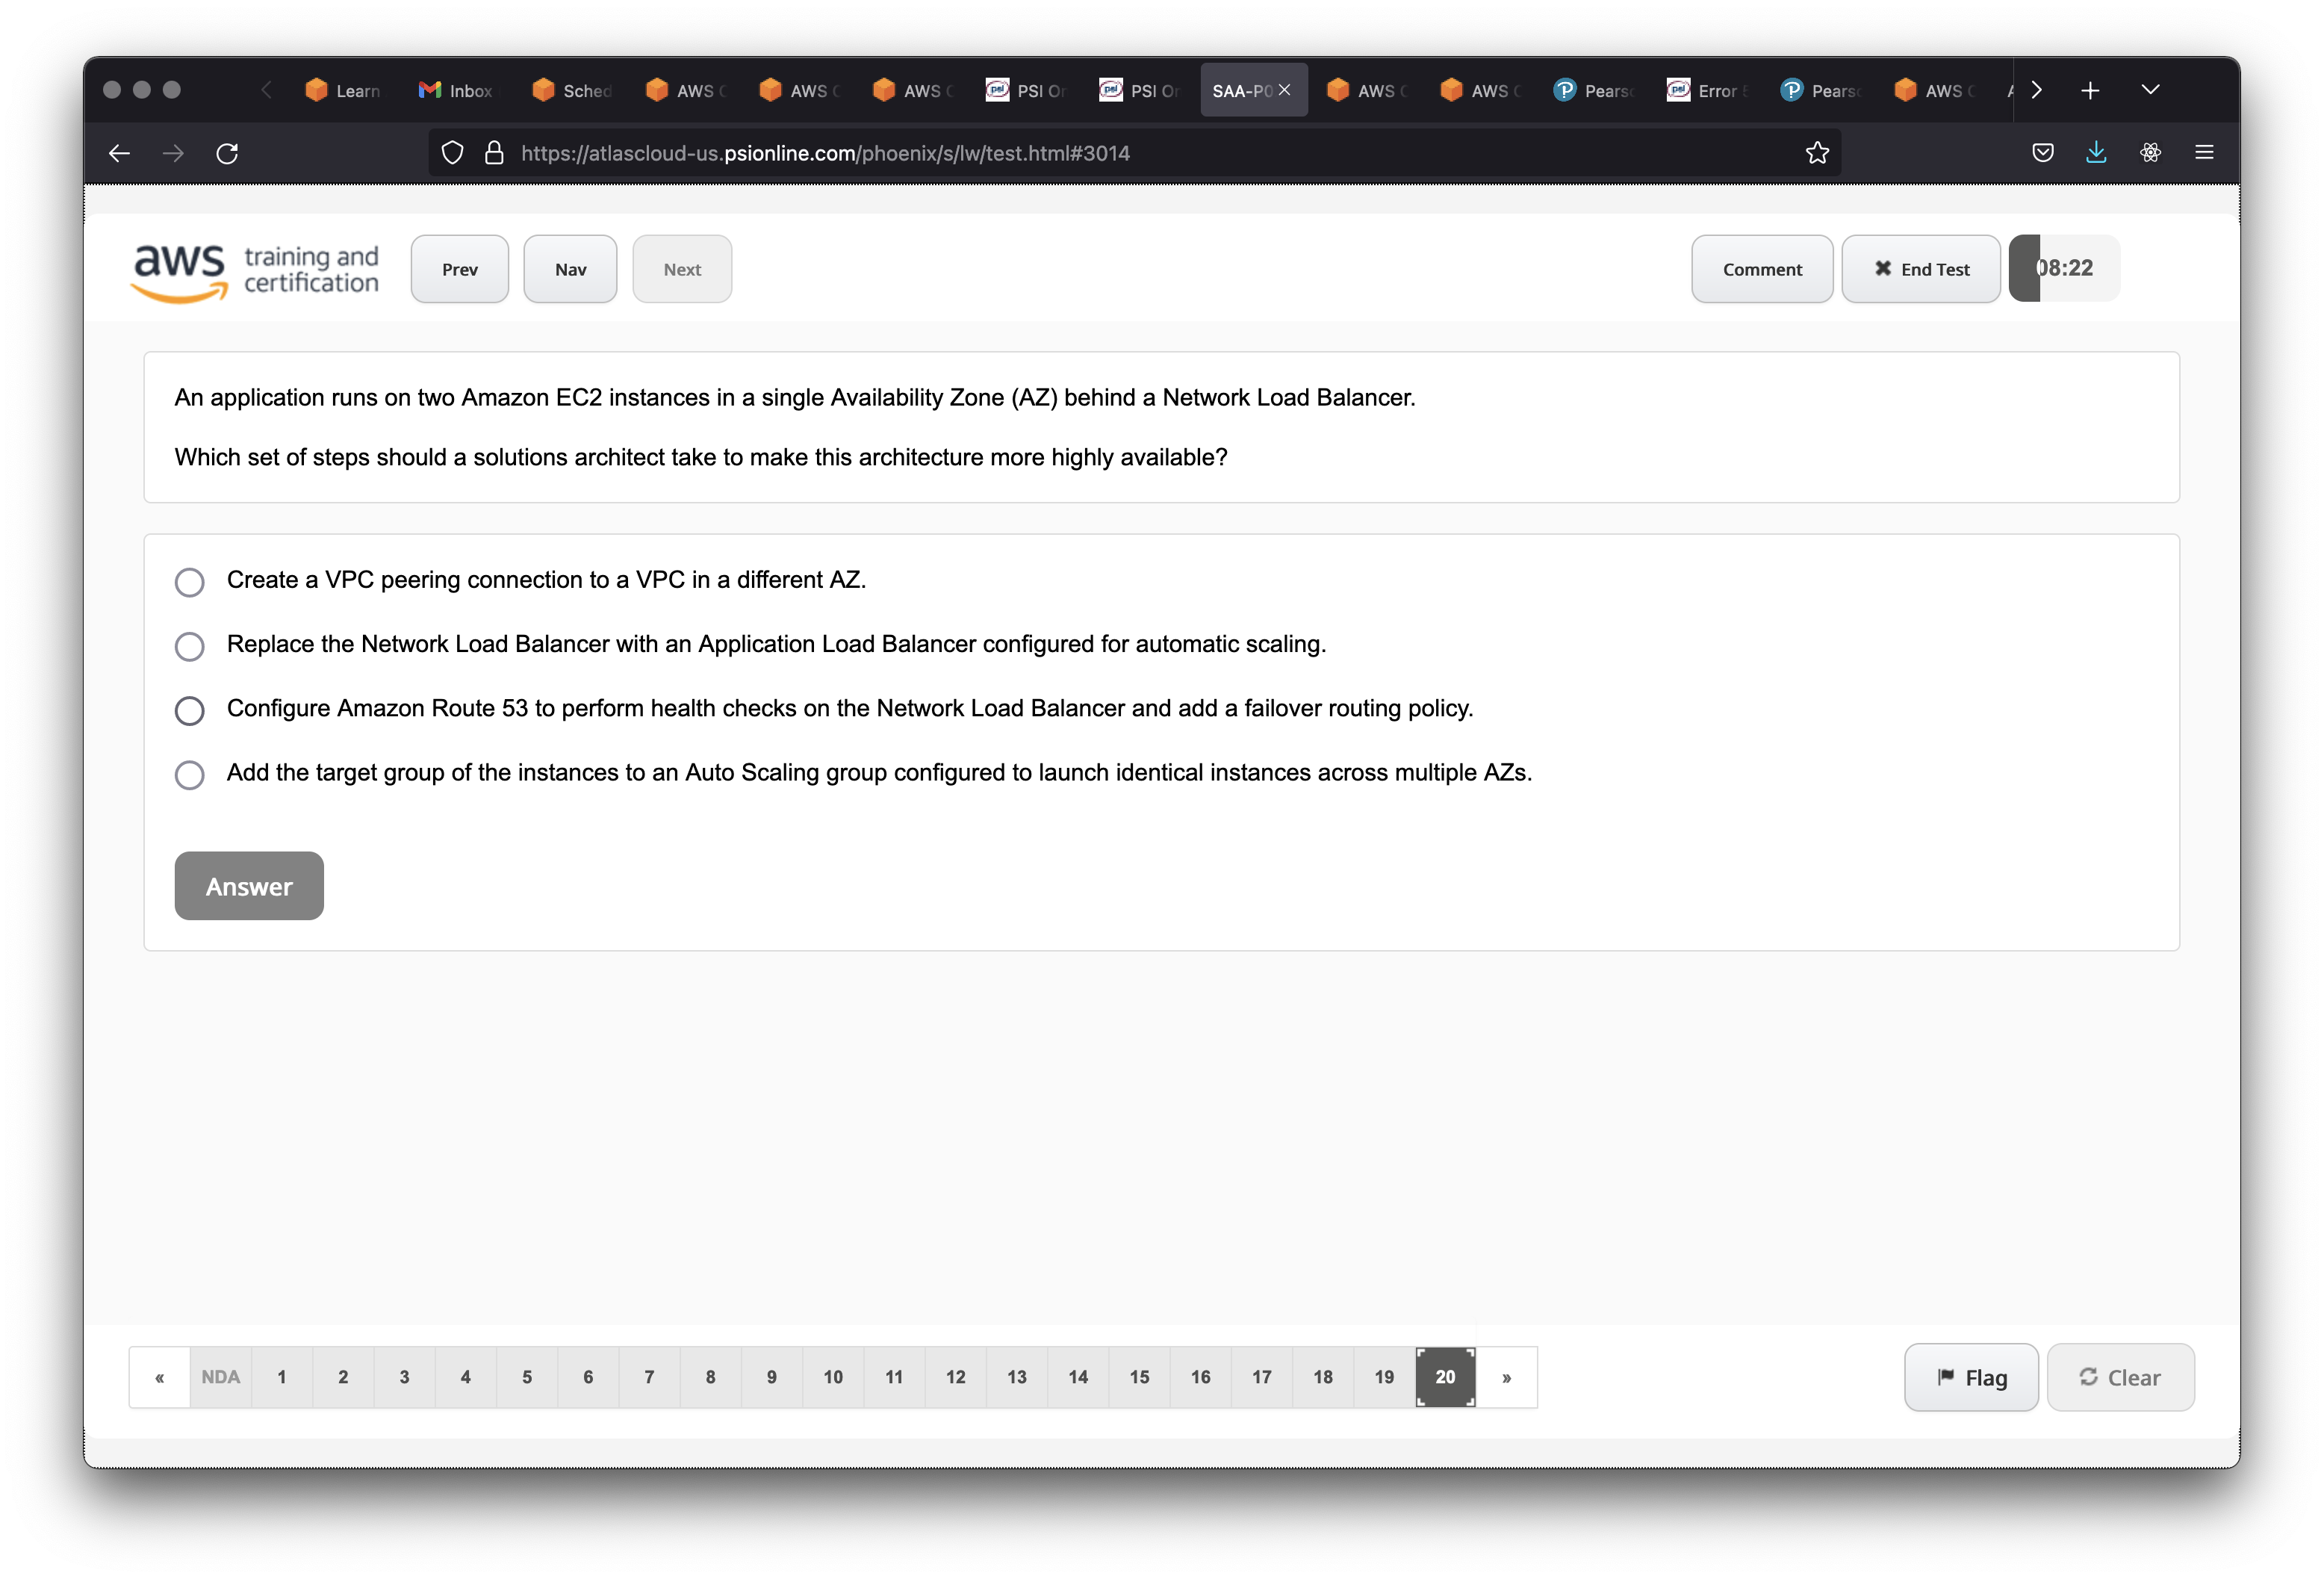 Learn Inbox Sched AWS C AWS C AWS C PSI On PSI On SAA-P0 AWS C AWS C Pears Error Pears AWS C
https://atlascloud-us.psionline.com/phoenix/s/lw/test.html#3014
aws training and certification Prev Nav Next Comment End Test 08:22
An application runs on two Amazon EC2 instances in a single Availability Zone (AZ) behind a Network Load Balancer.
Which set of steps should a solutions architect take to make this architecture more highly available?
Create a VPC peering connection to a VPC in a different AZ.
Replace the Network Load Balancer with an Application Load Balancer configured for automatic scaling.
Configure Amazon Route 53 to perform health checks on the Network Load Balancer and add a failover routing policy.
Add the target group of the instances to an Auto Scaling group configured to launch identical instances across multiple AZs.
Answer
« NDA 1 2 3 4 5 6 7 8 9 10 11 12 13 14 15 16 17 18 19 20 » Flag Clear